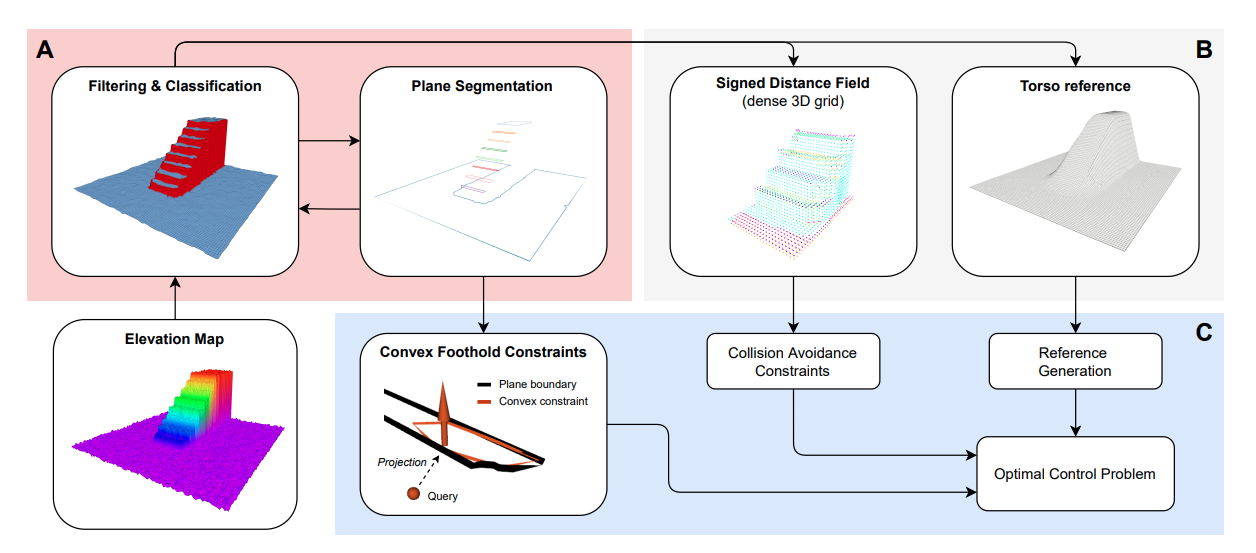 A
B
Filtering & Classification
Plane Segmentation
Signed Distance Field
(dense 3D grid)
Torso reference
Elevation Map
C
Convex Foothold Constraints
Plane boundary
Convex constraint
Projection
Query
Collision Avoidance
Constraints
Reference
Generation
Optimal Control Problem